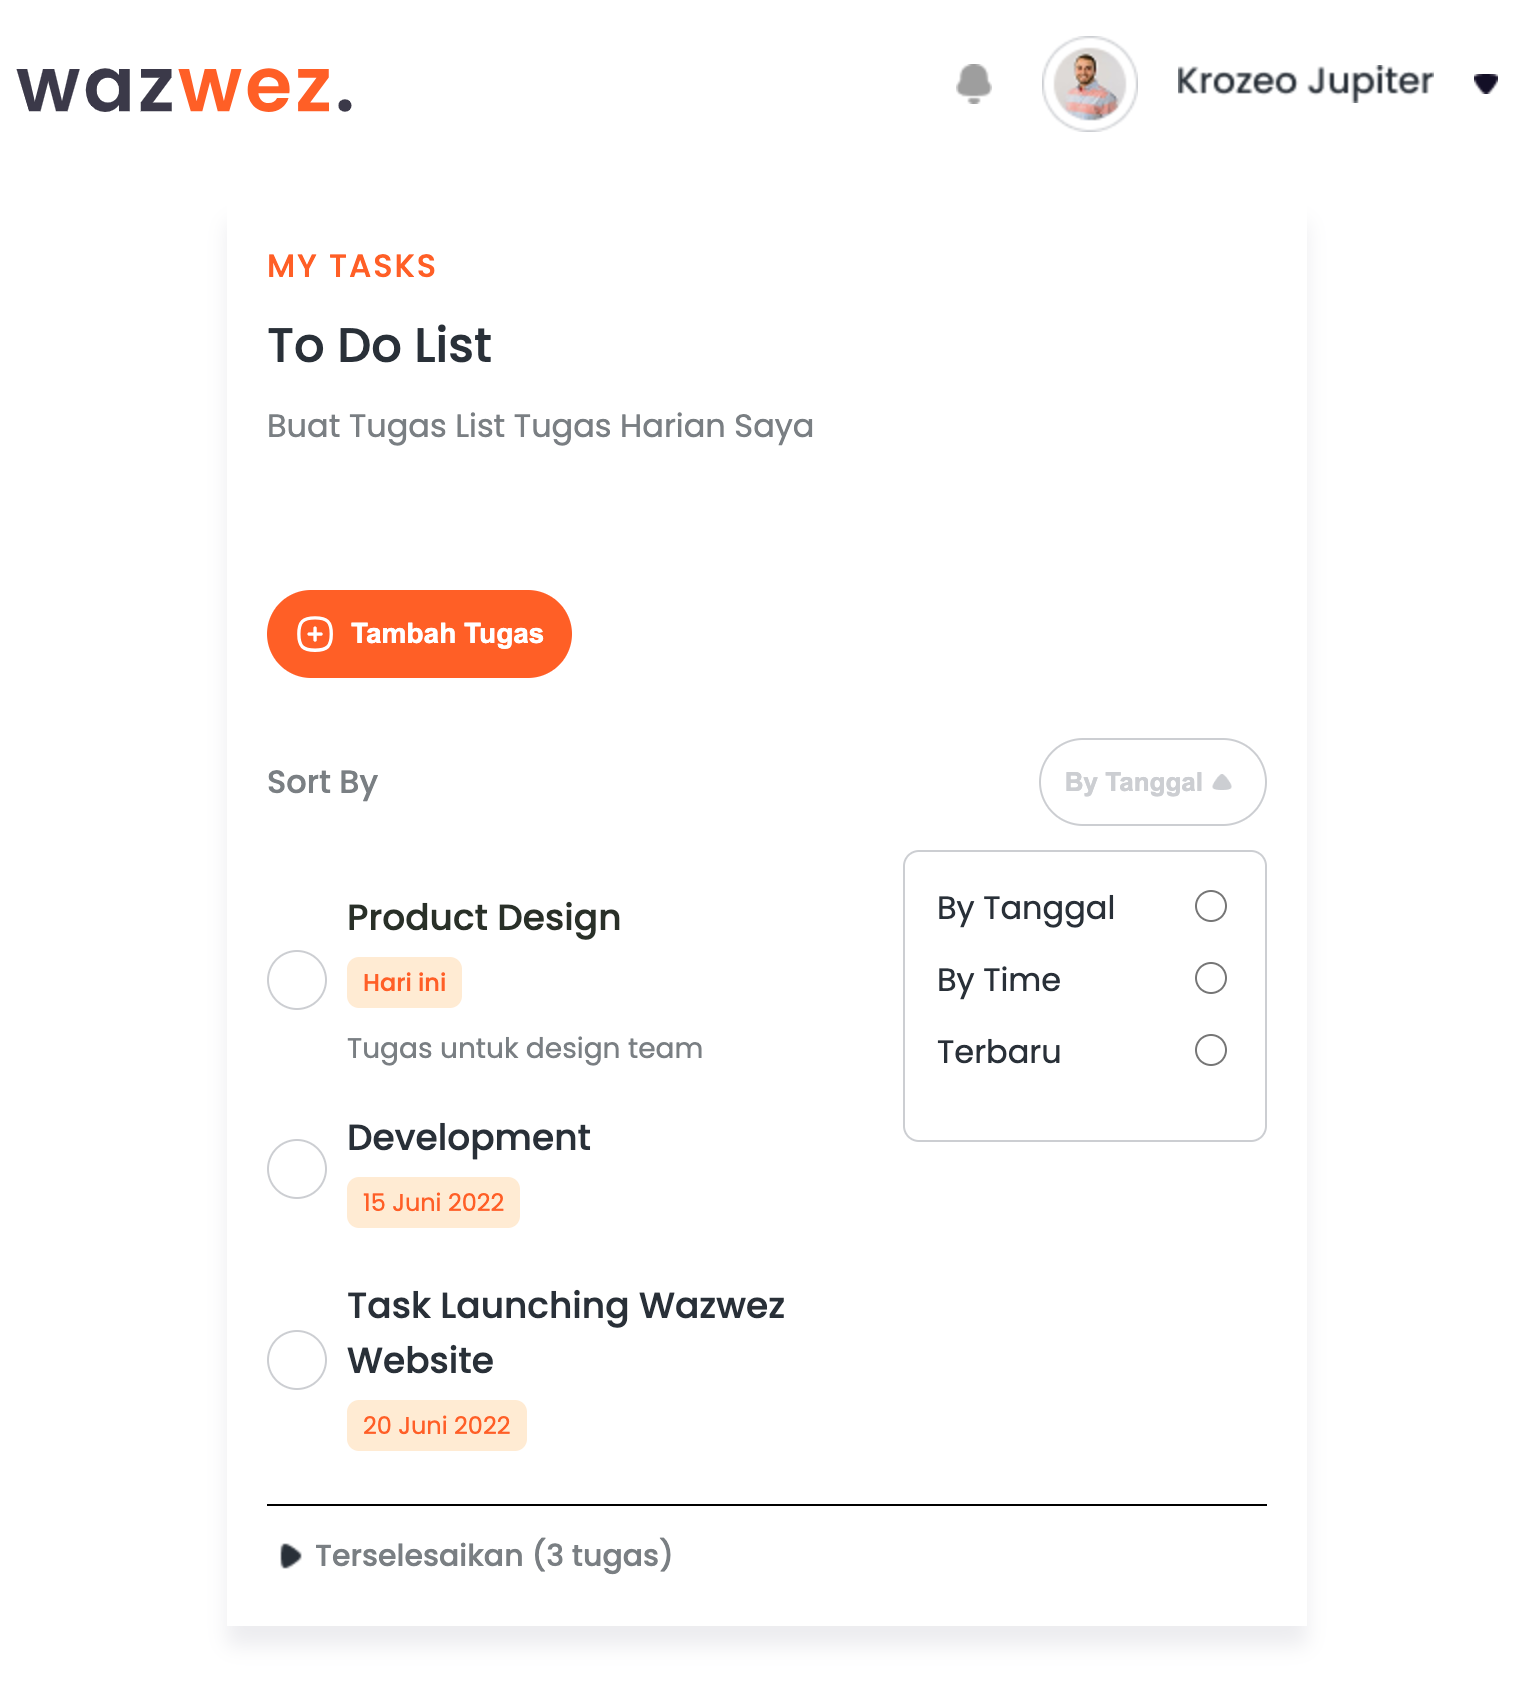 wazwez.
Krozeo Jupiter
MY TASKS
To Do List
Buat Tugas List Tugas Harian Saya
Tambah Tugas
Sort By
By Tanggal
By Tanggal
By Time
Terbaru
Product Design
Hari ini
Tugas untuk design team
Development
15 Juni 2022
Task Launching Wazwez
Website
20 Juni 2022
Terselesaikan (3 tugas)